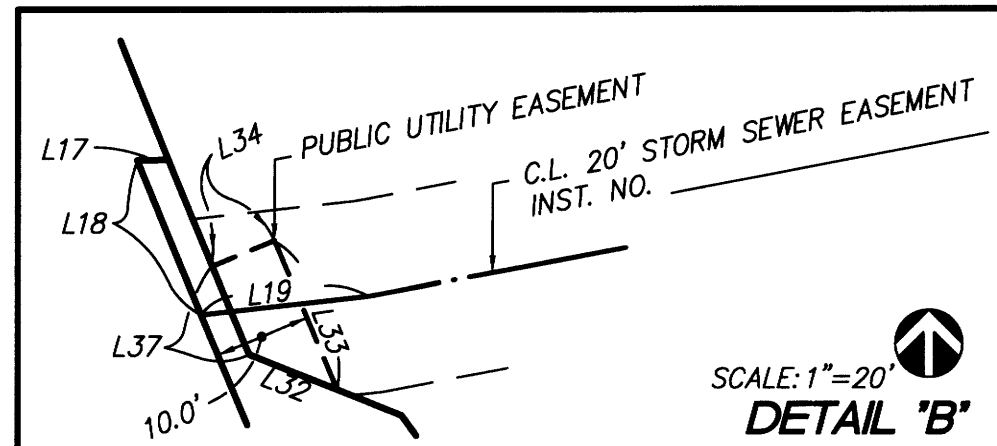 L17
L34
PUBLIC UTILITY EASEMENT
C.L. 20' STORM SEWER EASEMENT
INST. NO.
L18
L19
L37
L33
L32
10.0'
SCALE: 1"=20'
DETAIL "B"